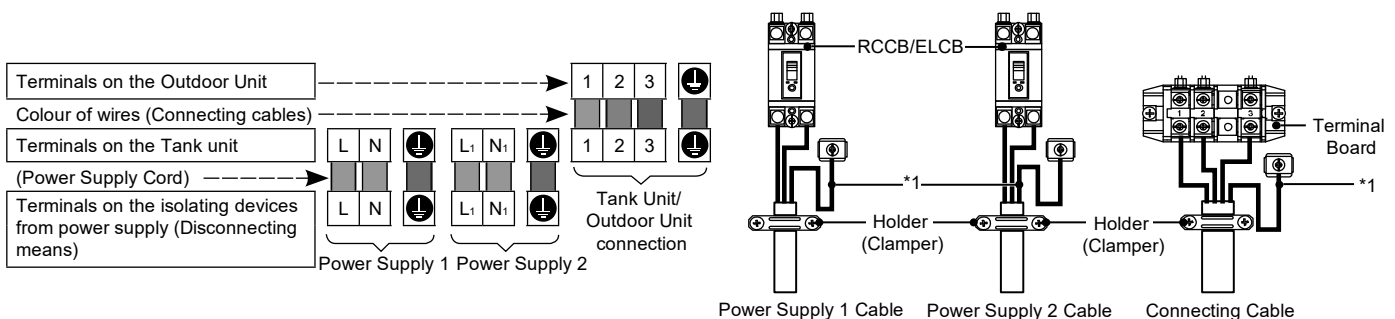 Terminals on the Outdoor Unit
Colour of wires (Connecting cables)
Terminals on the Tank unit
(Power Supply Cord)
Terminals on the isolating devices
from power supply (Disconnecting
means)
1 2 3
1 2 3
L N
L1 N1
L N
L1 N1
Power Supply 1
Power Supply 2
Tank Unit/
Outdoor Unit
connection
RCCB/ELCB
*1
Holder
(Clamper)
Holder
(Clamper)
1 2 3
Terminal
Board
*1
Power Supply 1 Cable
Power Supply 2 Cable
Connecting Cable